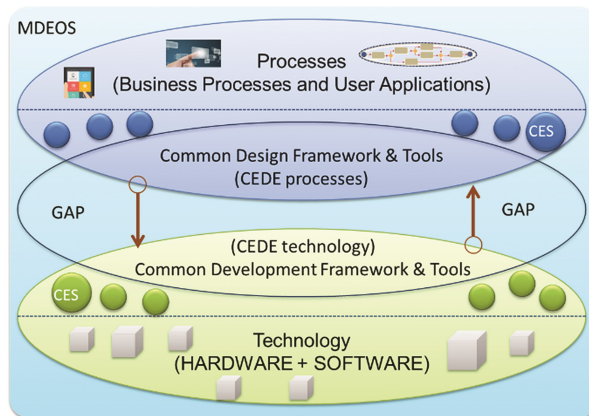 MDEOS
Processes
(Business Processes and User Applications)
CES
Common Design Framework & Tools
(CEDE processes)
GAP
GAP
(CEDE technology)
Common Development Framework & Tools
CES
Technology
(HARDWARE + SOFTWARE)